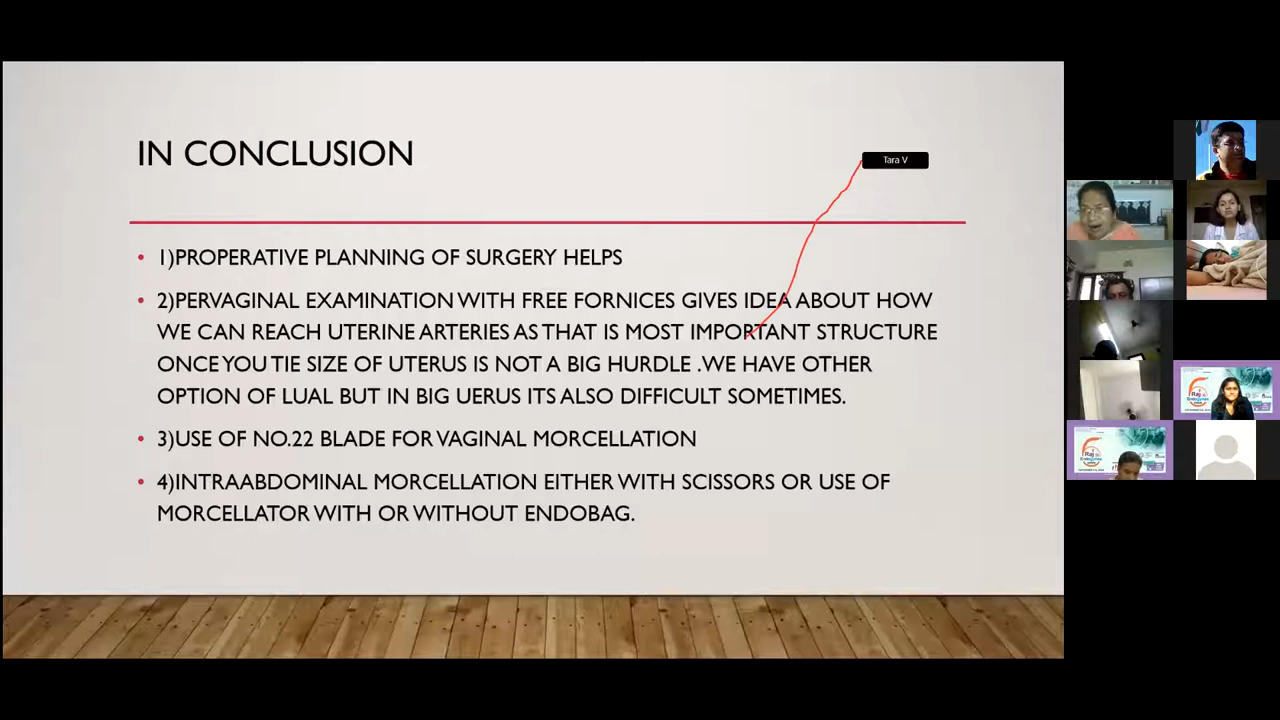 IN CONCLUSION
Tara V
• 1)PROPERATIVE PLANNING OF SURGERY HELPS
• 2)PERVAGINAL EXAMINATION WITH FREE FORNICES GIVES IDEA ABOUT HOW
WE CAN REACH UTERINE ARTERIES AS THAT IS MOST IMPORTANT STRUCTURE
ONCE YOU TIE SIZE OF UTERUS IS NOT A BIG HURDLE .WE HAVE OTHER
OPTION OF LUAL BUT IN BIG UERUS ITS ALSO DIFFICULT SOMETIMES.
• 3)USE OF NO.22 BLADE FOR VAGINAL MORCELLATION
• 4)INTRAABDOMINAL MORCELLATION EITHER WITH SCISSORS OR USE OF
MORCELLATOR WITH OR WITHOUT ENDOBAG.